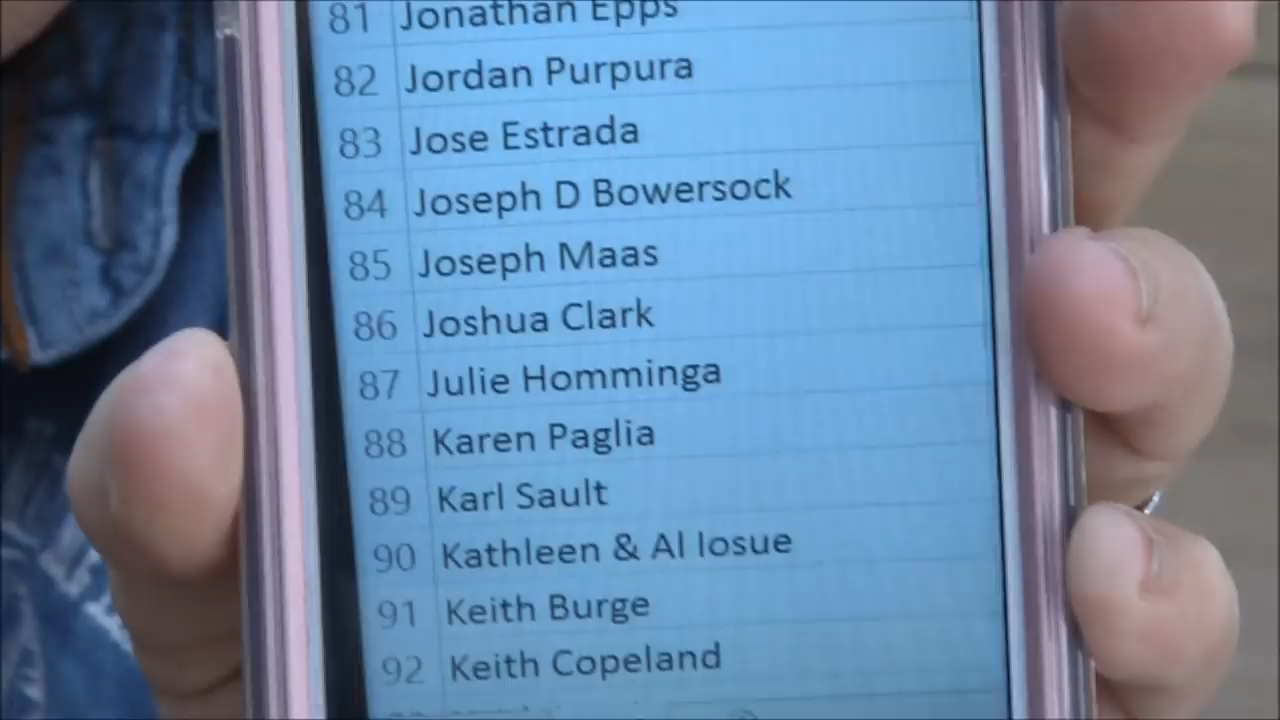 81 Jonathan Epps
82 Jordan Purpura
83 Jose Estrada
84 Joseph D Bowersock
85 Joseph Maas
86 Joshua Clark
87 Julie Homminga
88 Karen Paglia
89 Karl Sault
90 Kathleen & Al Iosue
91 Keith Burge
92 Keith Copeland